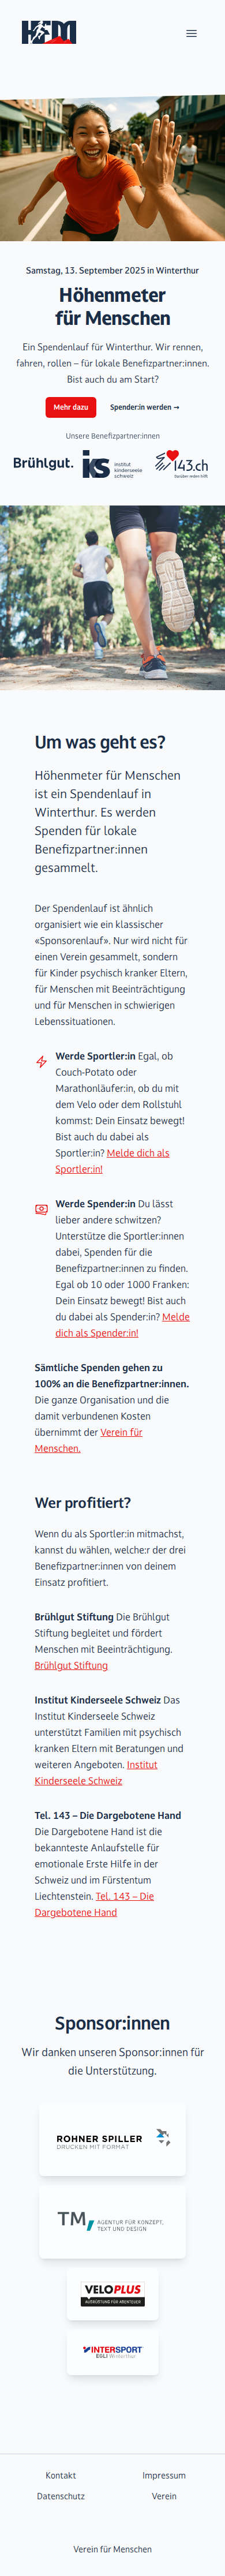 HFM
Samstag, 13. September 2025 in Winterthur
Höhenmeter
für Menschen
Ein Spendenlauf für Winterthur. Wir rennen,
fahren, rollen – für lokale Benefizpartner:innen.
Bist auch du am Start?
Mehr dazu
Spender:in werden →
Unsere Benefizpartner:innen
Brühlgut.
iks institut
kinderseele
schweiz
143.ch
Um was geht es?
Höhenmeter für Menschen
ist ein Spendenlauf in
Winterthur. Es werden
Spenden für lokale
Benefizpartner:innen
gesammelt.
Der Spendenlauf ist ähnlich
organisiert wie ein klassischer
«Sponsorenlauf». Nur wird nicht für
einen Verein gesammelt, sondern
für Kinder psychisch kranker Eltern,
für Menschen mit Beeinträchtigung
und für Menschen in schwierigen
Lebenssituationen.
Werde Sportler:in Egal, ob
Couch-Potato oder
Marathonläufer:in, ob du mit
dem Velo oder dem Rollstuhl
kommst: Dein Einsatz bewegt!
Bist auch du dabei als
Sportler:in? Melde dich als
Sportler:in!
Werde Spender:in Du lässt
lieber andere schwitzen?
Unterstütze die Sportler:innen
dabei, Spenden für die
Benefizpartner:innen zu finden.
Egal ob 10 oder 1000 Franken:
Dein Einsatz bewegt! Bist auch
du dabei als Spender:in? Melde
dich als Spender:in!
Sämtliche Spenden gehen zu
100% an die Benefizpartner:innen.
Die ganze Organisation und die
damit verbundenen Kosten
übernimmt der Verein für
Menschen.
Wer profitiert?
Wenn du als Sportler:in mitmachst,
kannst du wählen, welche:r der drei
Benefizpartner:innen von deinem
Einsatz profitiert.
Brühlgut Stiftung Die Brühlgut
Stiftung begleitet und fördert
Menschen mit Beeinträchtigung.
Brühlgut Stiftung
Institut Kinderseele Schweiz Das
Institut Kinderseele Schweiz
unterstützt Familien mit psychisch
kranken Eltern mit Beratungen und
weiteren Angeboten. Institut
Kinderseele Schweiz
Tel. 143 – Die Dargebotene Hand
Die Dargebotene Hand ist die
bekannteste Anlaufstelle für
emotionale Erste Hilfe in der
Schweiz und im Fürstentum
Liechtenstein. Tel. 143 – Die
Dargebotene Hand
Sponsor:innen
Wir danken unseren Sponsor:innen für
die Unterstützung.
ROHNER SPILLER
DRUCKEN MIT FORMAT
TM
AGENTUR FÜR KONZEPT,
TEXT UND DESIGN
VELOPLUS
AUSRÜSTUNG FÜR ABENTEUER
INTERSPORT
EGLI Winterthur
Kontakt
Impressum
Datenschutz
Verein
Verein für Menschen